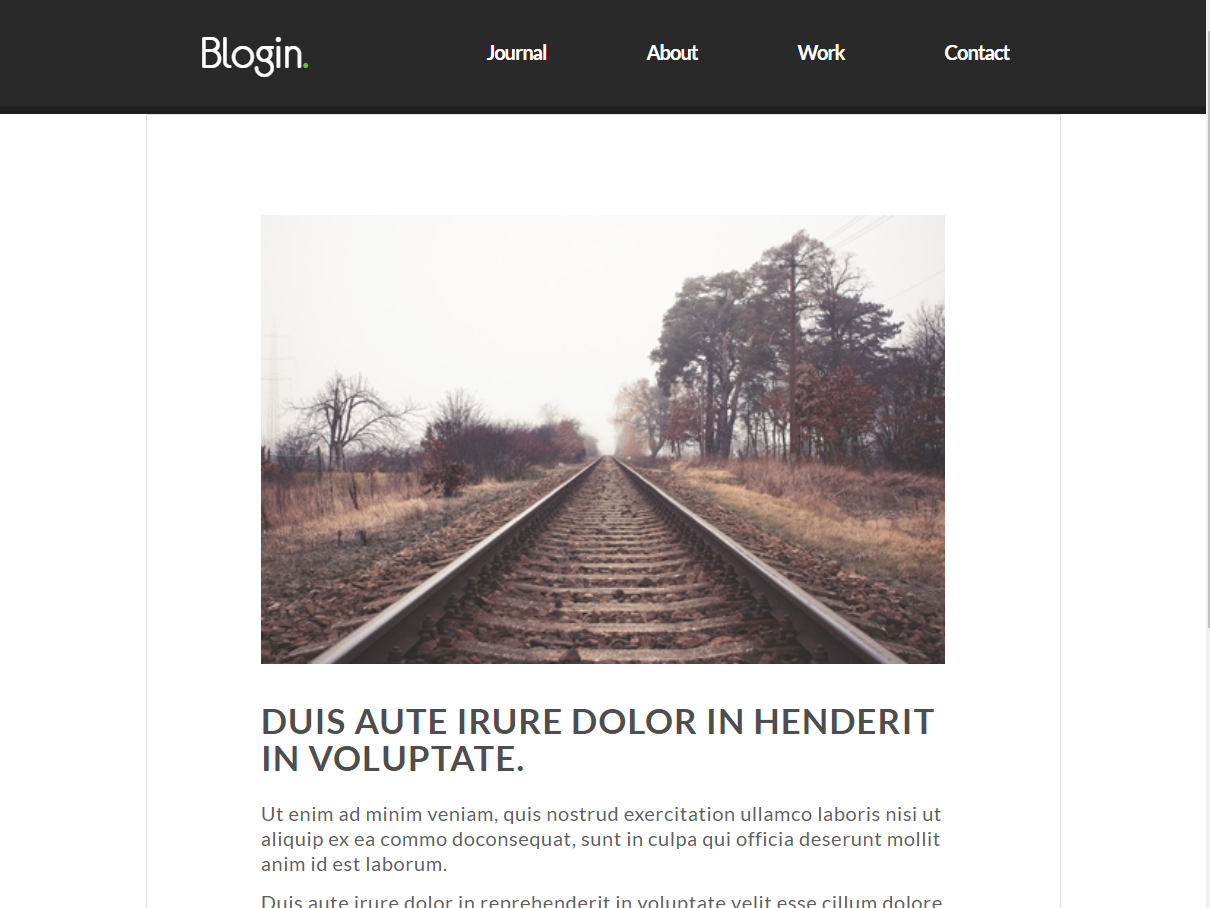 Blogin.
Journal
About
Work
Contact
DUIS AUTE IRURE DOLOR IN HENDERIT
IN VOLUPTATE.
Ut enim ad minim veniam, quis nostrud exercitation ullamco laboris nisi ut
aliquip ex ea commo doconsequat, sunt in culpa qui officia deserunt mollit
anim id est laborum.
Duis aute irure dolor in reprehenderit in voluptate velit esse cillum dolore